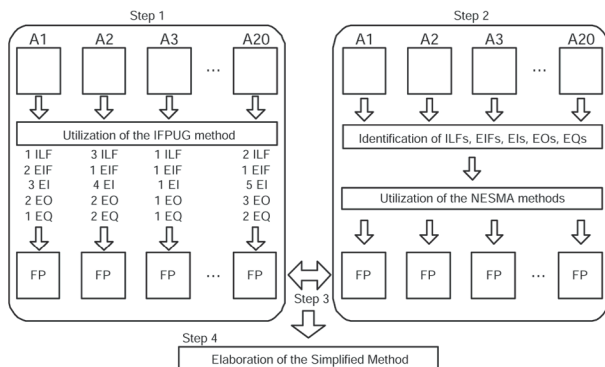 Step 1
A1 A2 A3 ... A20
Utilization of the IFPUG method
1 ILF 3 ILF 1 ILF 2 ILF
2 EIF 1 EIF 1 EIF 1 EIF
3 EI 4 EI 1 EI 5 EI
2 EO 2 EO 1 EO 3 EO
1 EQ 2 EQ 1 EQ 2 EQ
FP FP FP ... FP
Step 2
A1 A2 A3 ... A20
Identification of ILFs, EIFs, EIs, EOs, EQs
Utilization of the NESMA methods
FP FP FP ... FP
Step 3
Step 4
Elaboration of the Simplified Method